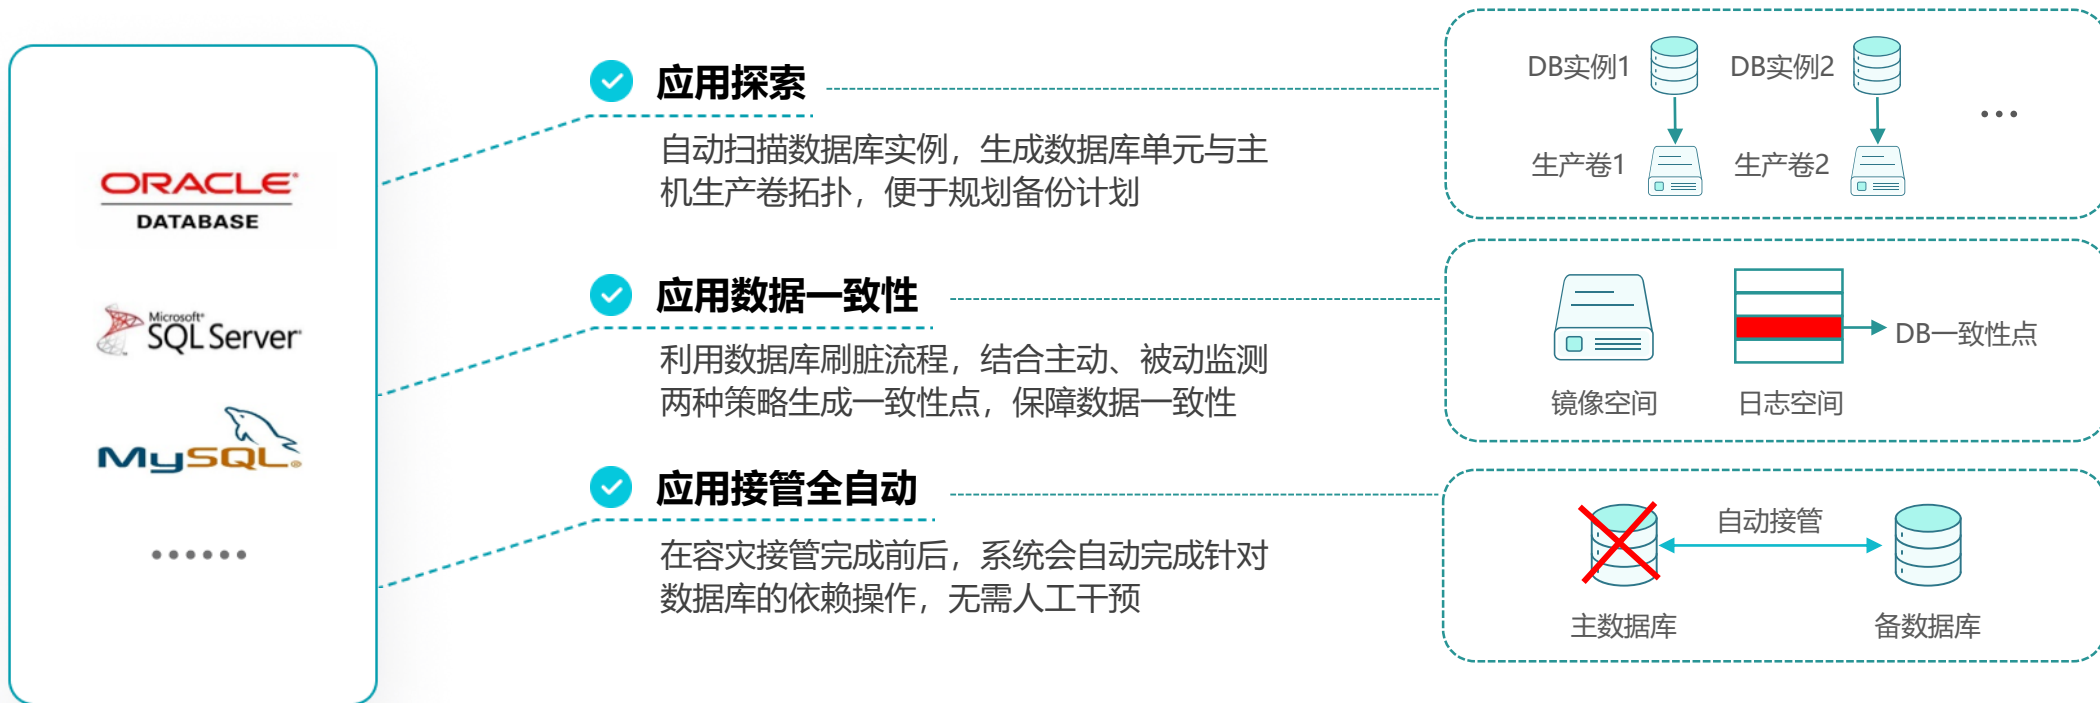 ORACLE
DATABASE
Microsoft
SQL Server
MySQL
......
应用探索
自动扫描数据库实例，生成数据库单元与主
机生产卷拓扑，便于规划备份计划
应用数据一致性
利用数据库刷脏流程，结合主动、被动监测
两种策略生成一致性点，保障数据一致性
应用接管全自动
在容灾接管完成前后，系统会自动完成针对
数据库的依赖操作，无需人工干预
DB实例1
DB实例2
...
生产卷1
生产卷2
DB一致性点
镜像空间
日志空间
自动接管
主数据库
备数据库